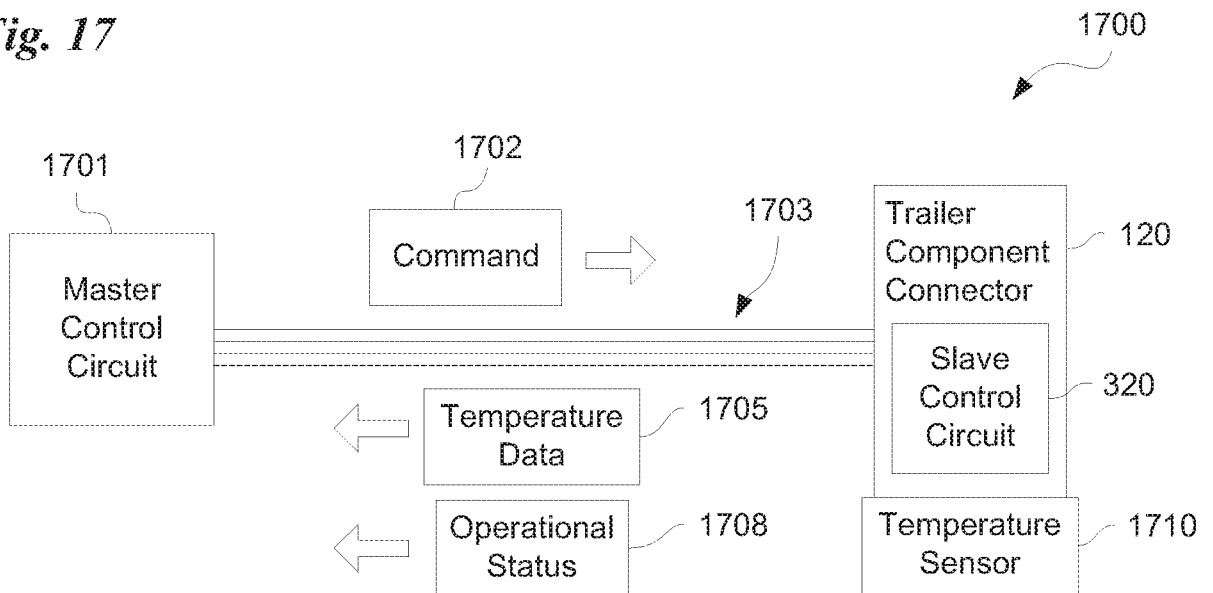 Fig. 17
1700
1701
1702
1703
Master
Control
Circuit
Command
Trailer
Component
Connector
120
Slave
Control
Circuit
320
Temperature
Data
1705
Operational
Status
1708
Temperature
Sensor
1710